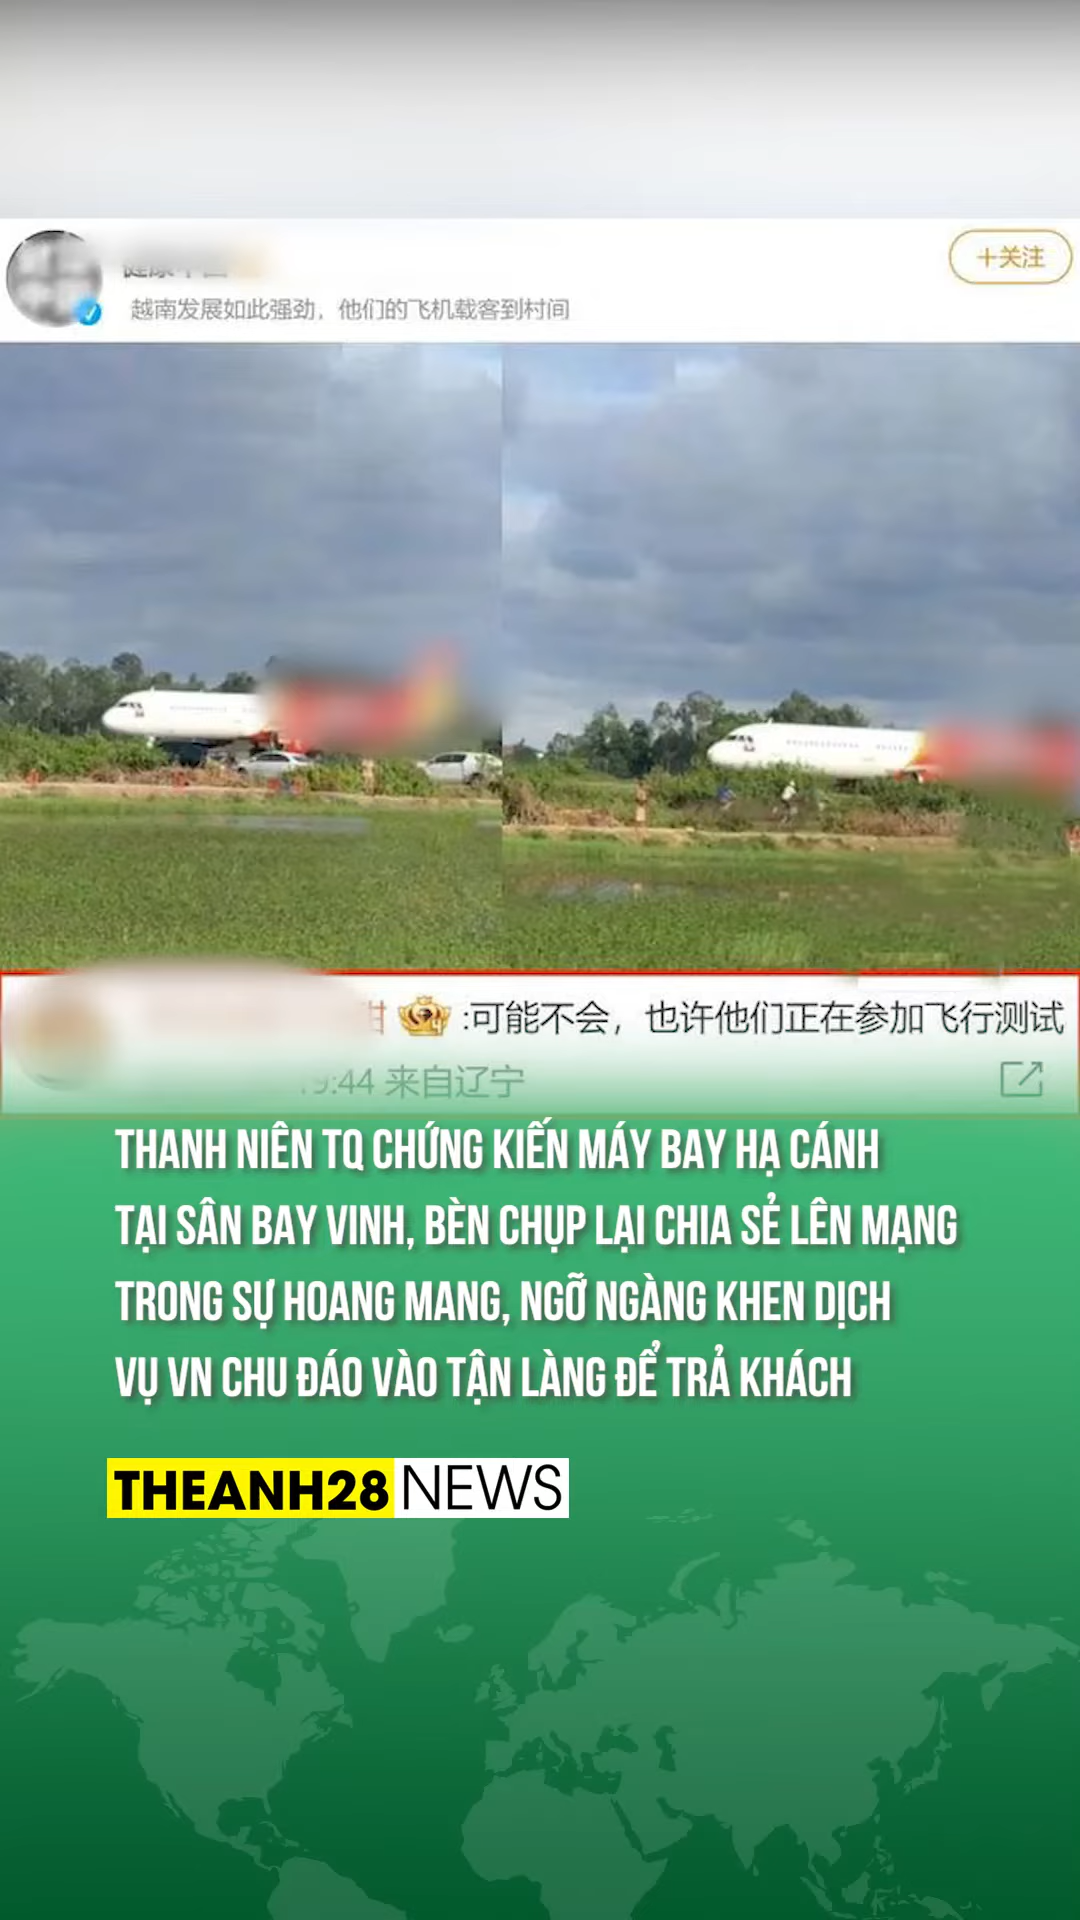 +关注
越南发展如此强劲，他们的飞机载客到村间
:可能不会，也许他们正在参加飞行测试
9:44 来自辽宁
THANH NIÊN TQ CHỨNG KIẾN MÁY BAY HẠ CÁNH
TẠI SÂN BAY VINH, BÈN CHỤP LẠI CHIA SẺ LÊN MẠNG
TRONG SỰ HOANG MANG, NGỠ NGÀNG KHEN DỊCH
VỤ VN CHU ĐÁO VÀO TẬN LÀNG ĐỂ TRẢ KHÁCH
THEANH28 NEWS